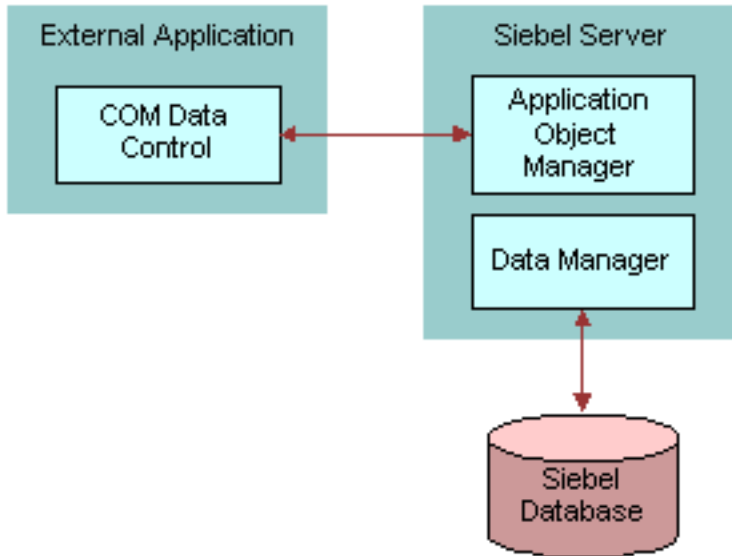 External Application
COM Data
Control
Siebel Server
Application
Object
Manager
Data Manager
Siebel
Database